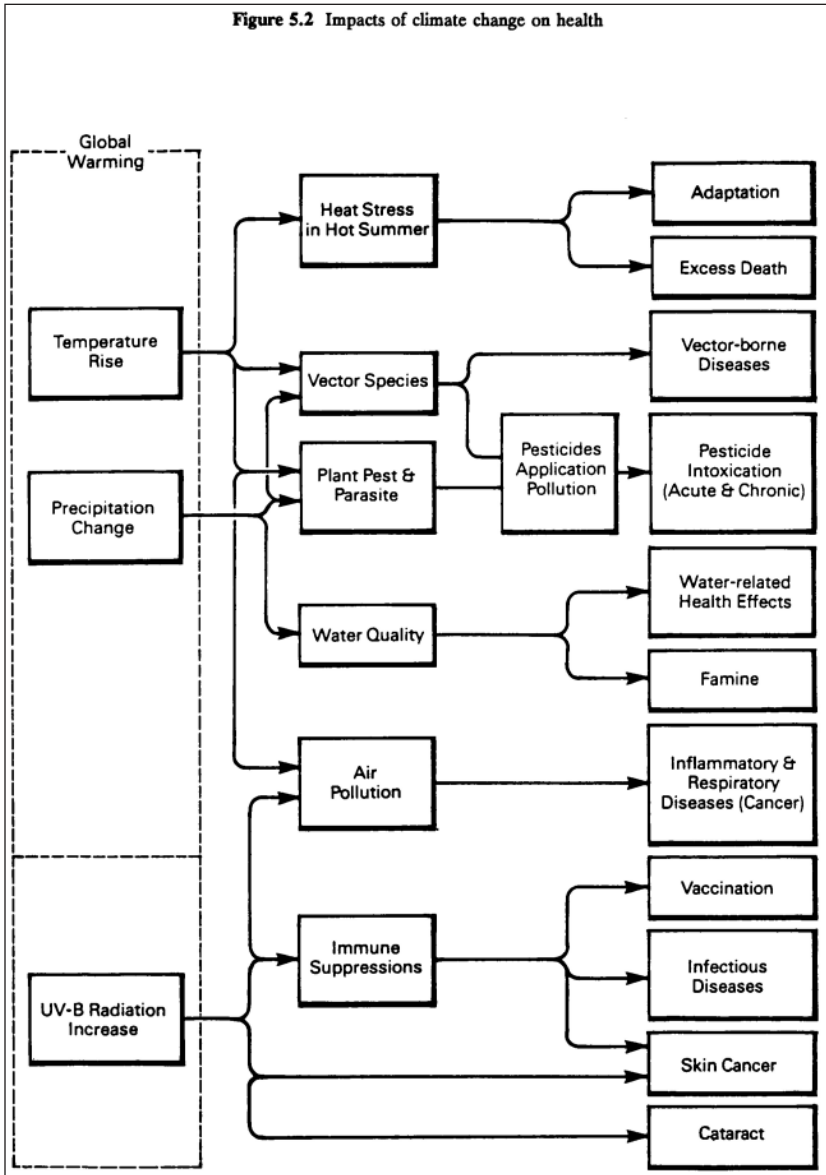 Figure 5.2 Impacts of climate change on health
Global
Warming
Temperature
Rise
Precipitation
Change
UV-B Radiation
Increase
Heat Stress
in Hot Summer
Vector Species
Plant Pest &
Parasite
Water Quality
Air
Pollution
Immune
Suppressions
Pesticides
Application
Pollution
Adaptation
Excess Death
Vector-borne
Diseases
Pesticide
Intoxication
(Acute & Chronic)
Water-related
Health Effects
Famine
Inflammatory &
Respiratory
Diseases (Cancer)
Vaccination
Infectious
Diseases
Skin Cancer
Cataract